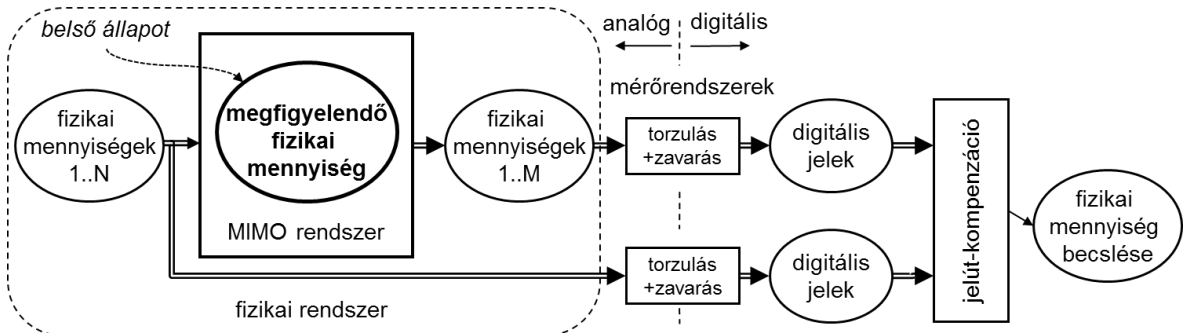 belső állapot
fizikai
mennyiségek
1..N
megfigyelendő
fizikai
mennyiség
MIMO rendszer
fizikai
mennyiségek
1..M
fizikai rendszer
analóg
digitális
mérőrendszerek
torzulás
+zavarás
digitális
jelek
torzulás
+zavarás
digitális
jelek
jelút-kompenzáció
fizikai
mennyiség
becslése